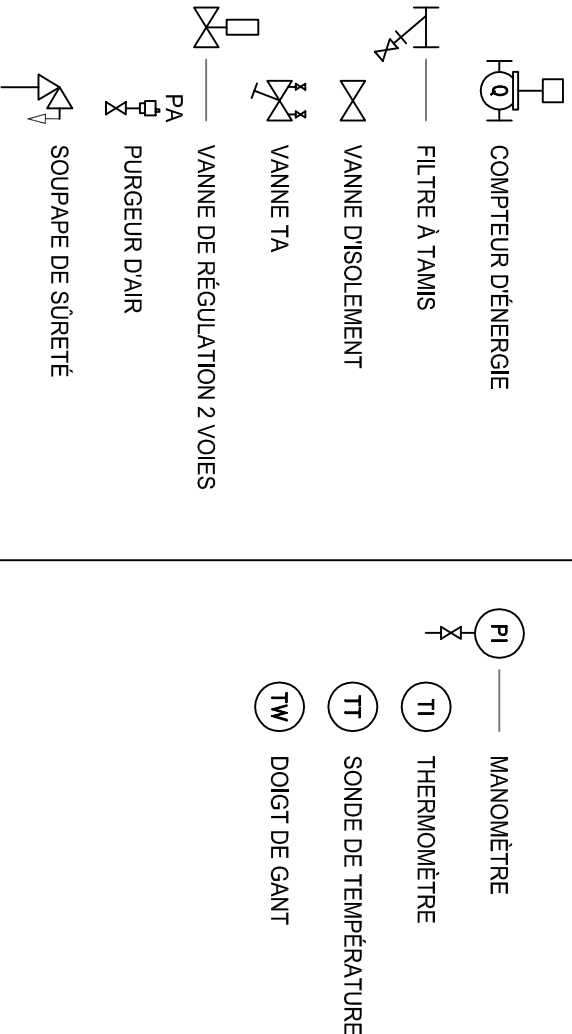 Q COMPTEUR D'ÉNERGIE
FILTRE À TAMIS
VANNE D'ISOLEMENT
VANNE TA
VANNE DE RÉGULATION 2 VOIES
PA
PURGEUR D'AIR
SOUPAPE DE SÛRETÉ
PI MANOMÈTRE
TI THERMOMÈTRE
TT SONDE DE TEMPÉRATURE
TW DOIGT DE GANT